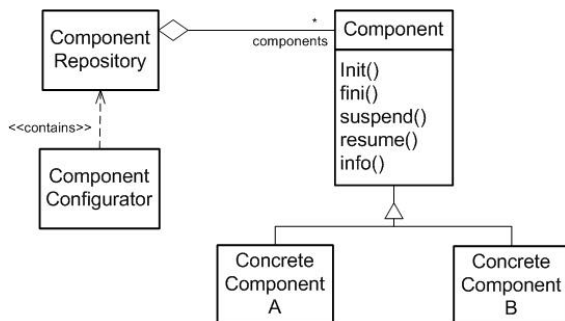 Component
Repository
*
components
Component
Init()
fini()
suspend()
resume()
info()
<<contains>>
Component
Configurator
Concrete
Component
A
Concrete
Component
B